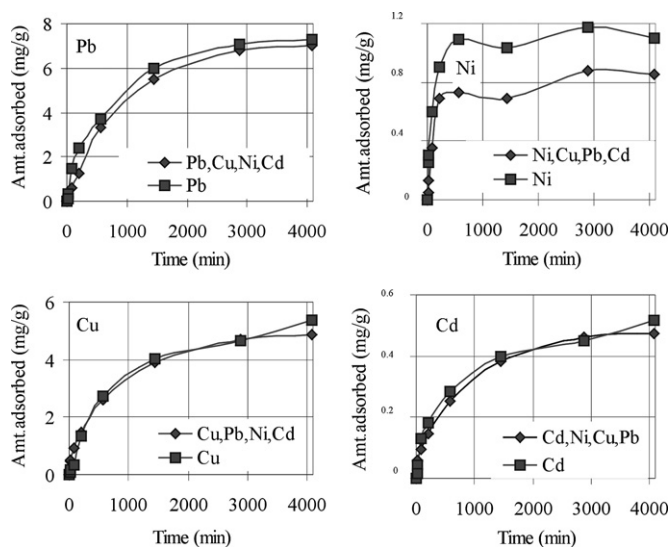 Amt.adsorbed (mg/g)
8
6
4
2
0
Pb
Pb,Cu,Ni,Cd
Pb
0 1000 2000 3000 4000
Time (min)
Amt.adsorbed (mg/g)
1.2
0.8
0.4
0
Ni
Ni,Cu,Pb,Cd
Ni
0 1000 2000 3000 4000
Time (min)
Amt.adsorbed (mg/g)
6
4
2
0
Cu
Cu,Pb,Ni,Cd
Cu
0 1000 2000 3000 4000
Time (min)
Amt.adsorbed (mg/g)
0.6
0.4
0.2
0
Cd
Cd,Ni,Cu,Pb
Cd
0 1000 2000 3000 4000
Time (min)